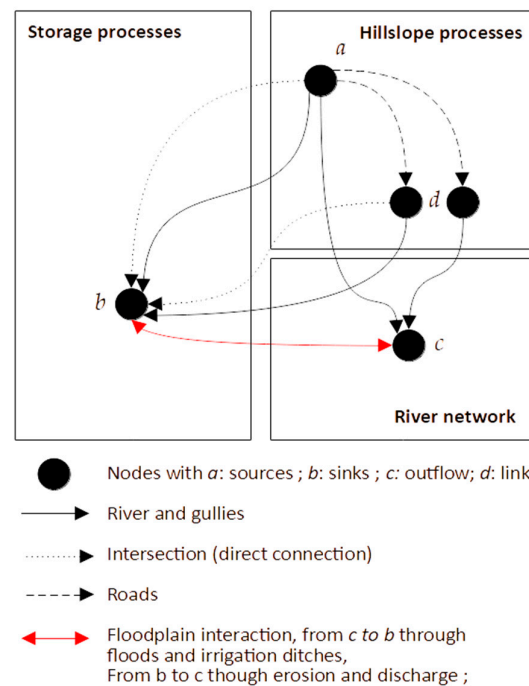 Storage processes
Hillslope processes
a
d
b
c
River network
Nodes with a: sources ; b: sinks ; c: outflow; d: link
River and gullies
Intersection (direct connection)
Roads
Floodplain interaction, from c to b through
floods and irrigation ditches,
From b to c though erosion and discharge ;